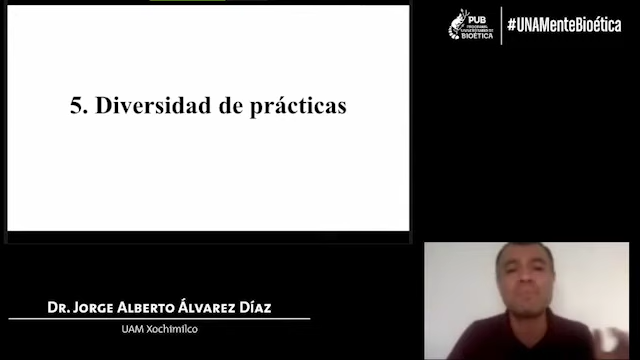 5. Diversidad de prácticas
PUB
PROGRAMA
UNIVERSITARIO DE
BIOÉTICA
#UNAMenteBioética
DR. JORGE ALBERTO ÁLVAREZ DÍAZ
UAM XOCHIMILCO